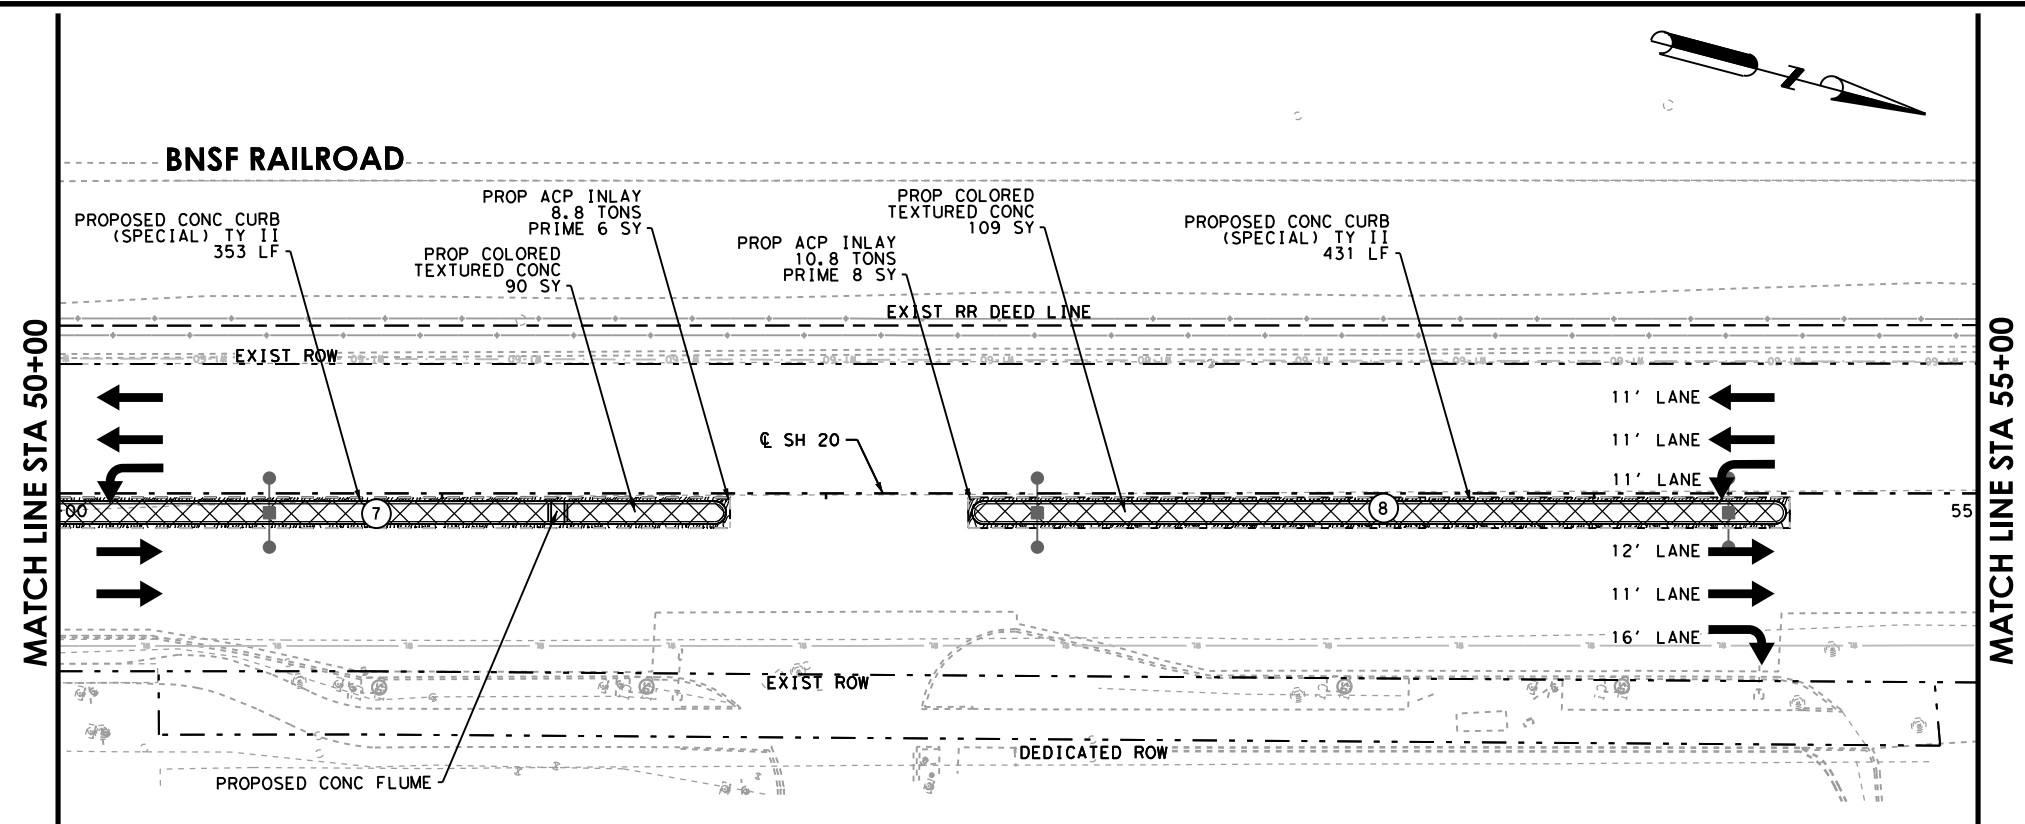 BNSF RAILROAD
N
PROPOSED CONC CURB
(SPECIAL) TY II
353 LF
PROP ACP INLAY
8.8 TONS
PRIME 6 SY
PROP COLORED
TEXTURED CONC
90 SY
PROP ACP INLAY
10.8 TONS
PRIME 8 SY
PROP COLORED
TEXTURED CONC
109 SY
PROPOSED CONC CURB
(SPECIAL) TY II
431 LF
EXIST RR DEED LINE
EXIST ROW
MATCH LINE STA 50+00
MATCH LINE STA 55+00
11' LANE
11' LANE
11' LANE
℄ SH 20
00
7
8
55
12' LANE
11' LANE
16' LANE
EXIST ROW
DEDICATED ROW
PROPOSED CONC FLUME